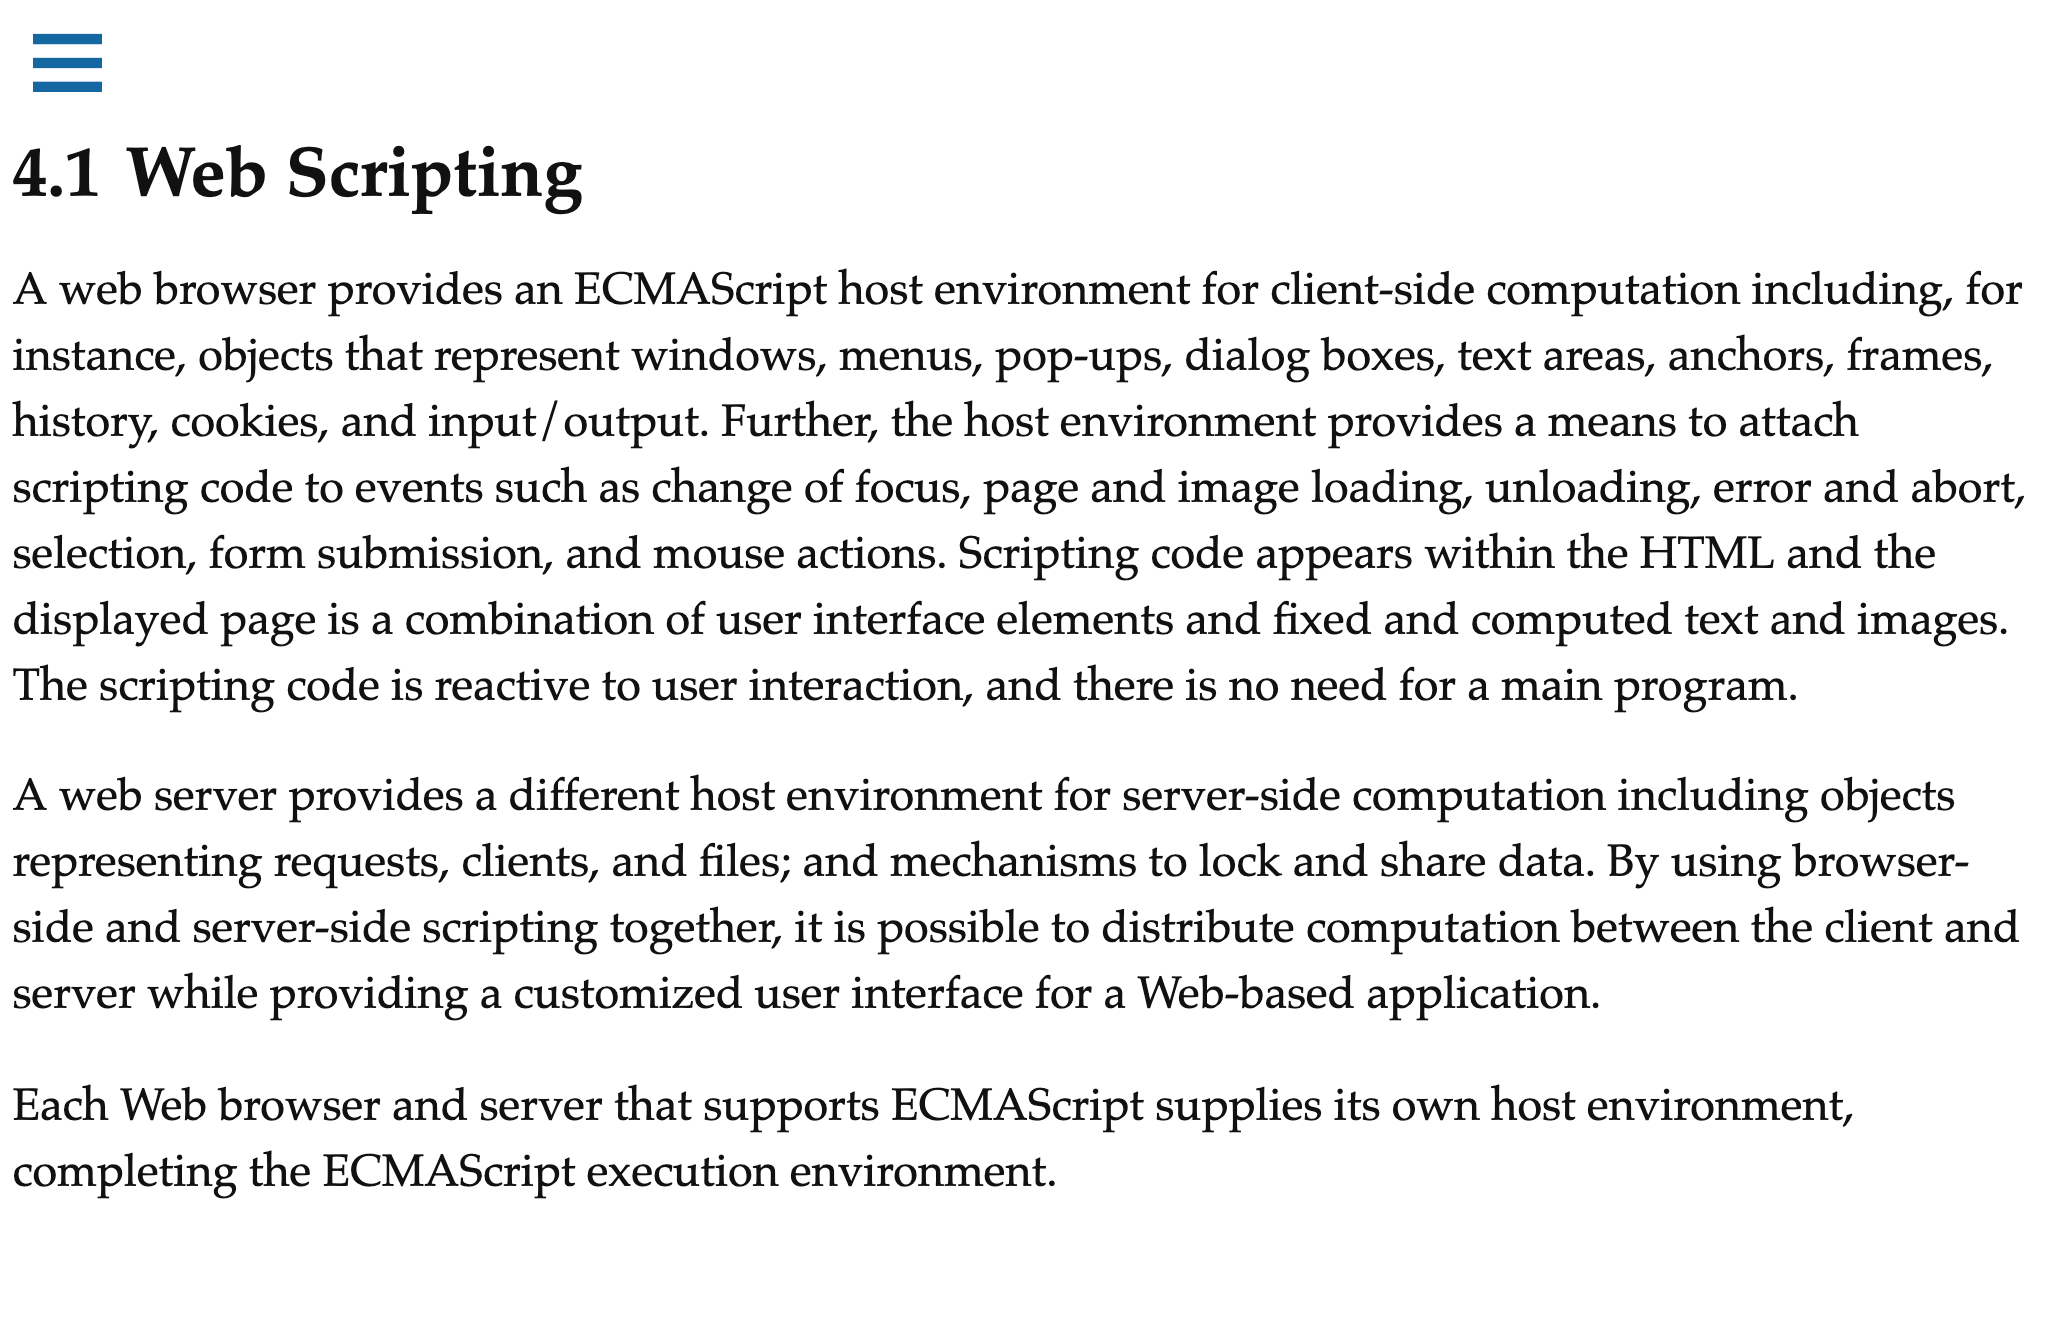 4.1 Web Scripting
A web browser provides an ECMAScript host environment for client-side computation including, for
instance, objects that represent windows, menus, pop-ups, dialog boxes, text areas, anchors, frames,
history, cookies, and input/output. Further, the host environment provides a means to attach
scripting code to events such as change of focus, page and image loading, unloading, error and abort,
selection, form submission, and mouse actions. Scripting code appears within the HTML and the
displayed page is a combination of user interface elements and fixed and computed text and images.
The scripting code is reactive to user interaction, and there is no need for a main program.
A web server provides a different host environment for server-side computation including objects
representing requests, clients, and files; and mechanisms to lock and share data. By using browser-
side and server-side scripting together, it is possible to distribute computation between the client and
server while providing a customized user interface for a Web-based application.
Each Web browser and server that supports ECMAScript supplies its own host environment,
completing the ECMAScript execution environment.